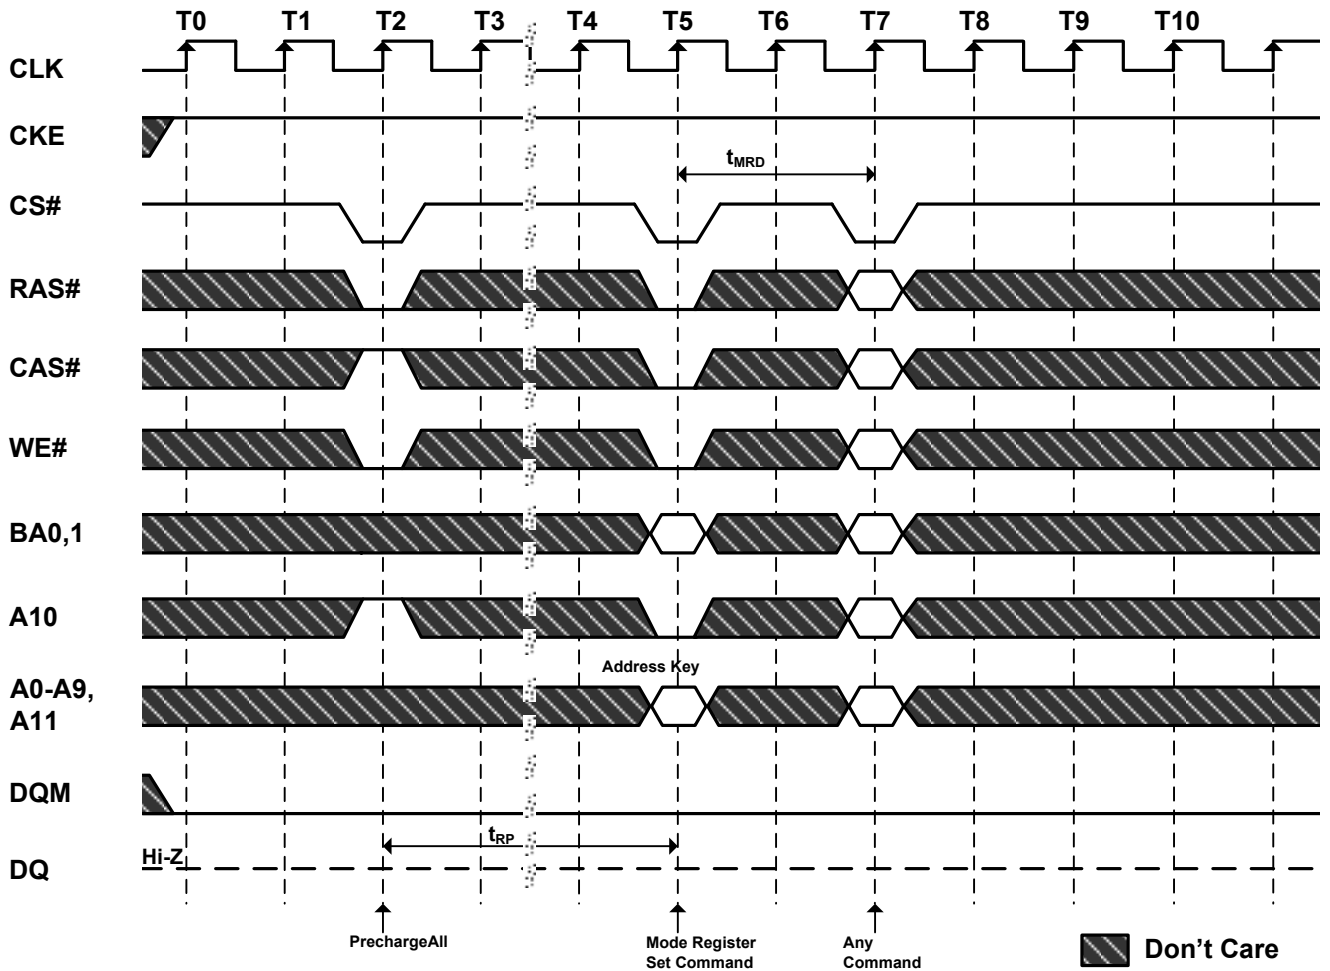 T0 T1 T2 T3 T4 T5 T6 T7 T8 T9 T10
CLK
CKE
tMRD
CS#
RAS#
CAS#
WE#
BA0,1
A10
Address Key
A0-A9,
A11
DQM
tRP
Hi-Z
DQ
PrechargeAll
Mode Register
Set Command
Any
Command
Don't Care